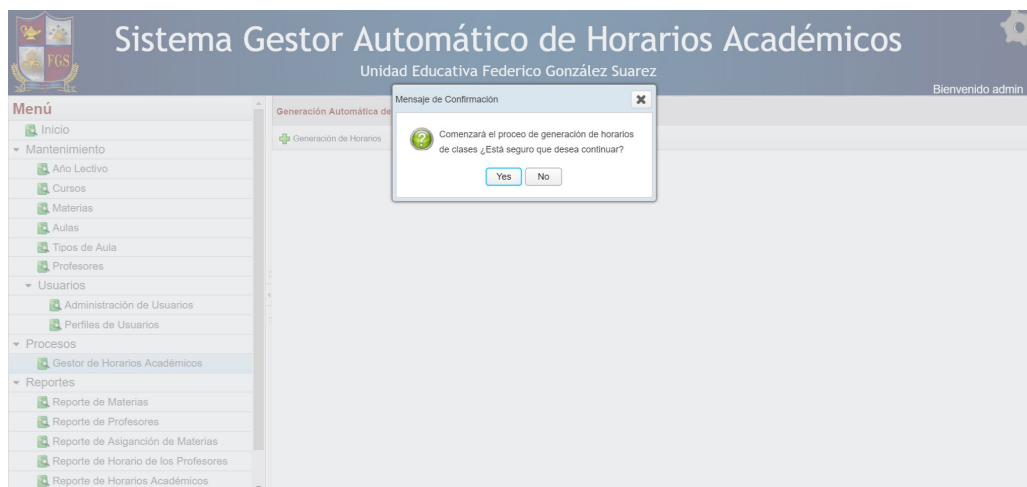 FGS
Sistema Gestor Automático de Horarios Académicos
Unidad Educativa Federico González Suarez
Bienvenido admin
Menú
Inicio
Mantenimiento
Año Lectivo
Cursos
Materias
Aulas
Tipos de Aula
Profesores
Usuarios
Administración de Usuarios
Perfiles de Usuarios
Procesos
Gestor de Horarios Académicos
Reportes
Reporte de Materias
Reporte de Profesores
Reporte de Asiganción de Materias
Reporte de Horario de los Profesores
Reporte de Horarios Académicos
Generación Automática de
Generación de Horarios
Mensaje de Confirmación
Comenzará el proceo de generación de horarios
de clases ¿Está seguro que desea continuar?
Yes No